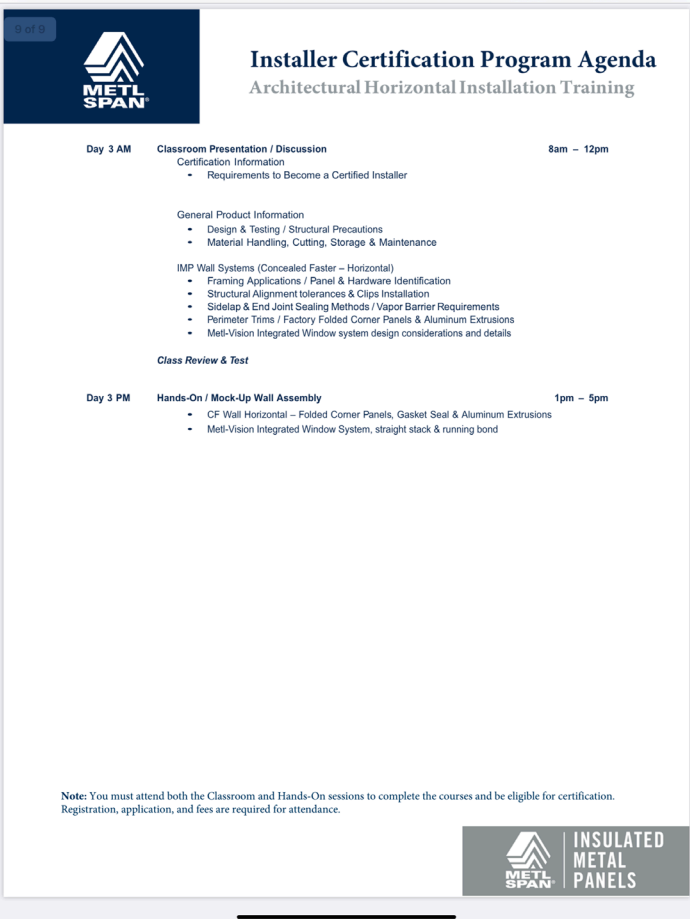 9 of 9
METL
SPAN®
Installer Certification Program Agenda
Architectural Horizontal Installation Training
Day 3 AM Classroom Presentation / Discussion 8am – 12pm
Certification Information
• Requirements to Become a Certified Installer
General Product Information
• Design & Testing / Structural Precautions
• Material Handling, Cutting, Storage & Maintenance
IMP Wall Systems (Concealed Faster – Horizontal)
• Framing Applications / Panel & Hardware Identification
• Structural Alignment tolerances & Clips Installation
• Sidelap & End Joint Sealing Methods / Vapor Barrier Requirements
• Perimeter Trims / Factory Folded Corner Panels & Aluminum Extrusions
• Metl-Vision Integrated Window system design considerations and details
Class Review & Test
Day 3 PM Hands-On / Mock-Up Wall Assembly 1pm – 5pm
• CF Wall Horizontal – Folded Corner Panels, Gasket Seal & Aluminum Extrusions
• Metl-Vision Integrated Window System, straight stack & running bond
Note: You must attend both the Classroom and Hands-On sessions to complete the courses and be eligible for certification.
Registration, application, and fees are required for attendance.
METL
SPAN®
INSULATED
METAL
PANELS